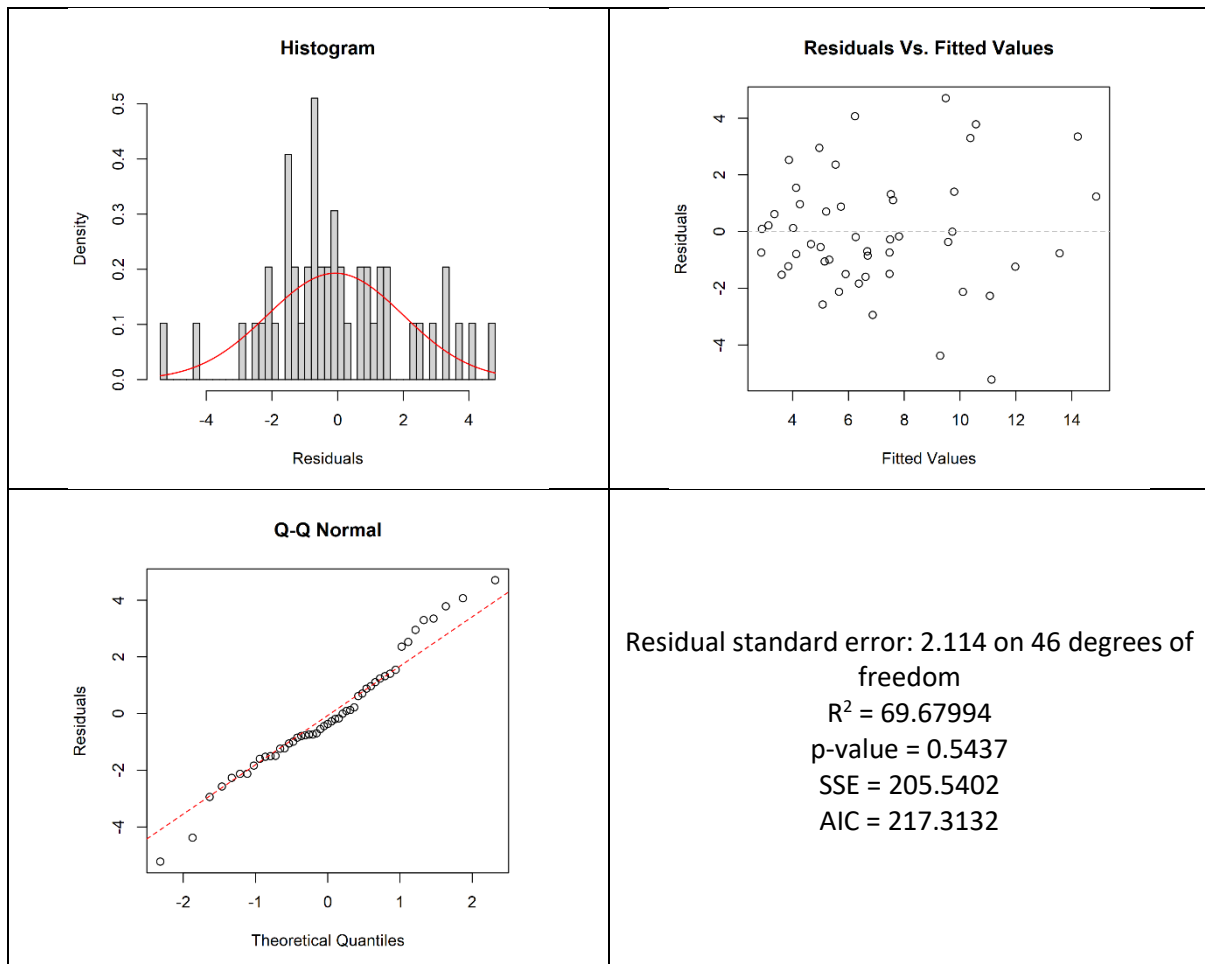 Histogram
0.5
0.4
0.3
0.2
0.1
0.0
Density
-4
-2
0
2
4
Residuals
Residuals Vs. Fitted Values
4
2
0
-2
-4
Residuals
4
6
8
10
12
14
Fitted Values
Q-Q Normal
4
2
0
-2
-4
Residuals
-2
-1
0
1
2
Theoretical Quantiles
Residual standard error: 2.114 on 46 degrees of
freedom
R² = 69.67994
p-value = 0.5437
SSE = 205.5402
AIC = 217.3132